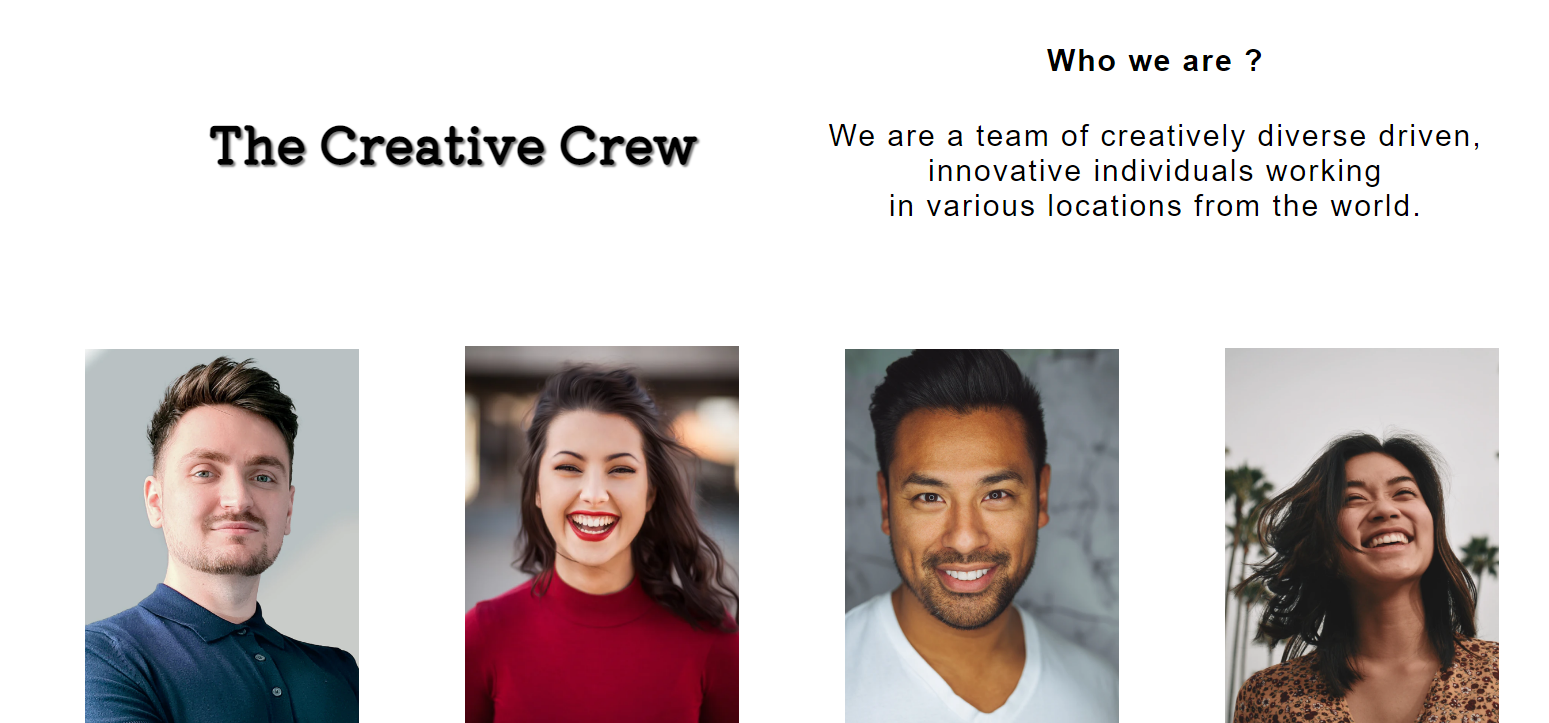 The Creative Crew
Who we are ?
We are a team of creatively diverse driven,
innovative individuals working
in various locations from the world.